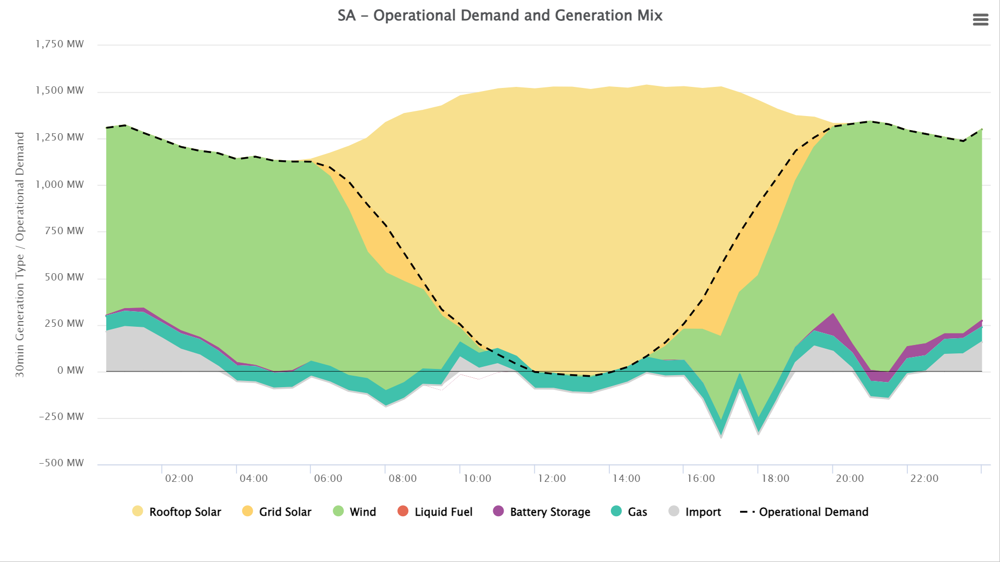 SA - Operational Demand and Generation Mix
30min Generation Type / Operational Demand
1,750 MW
1,500 MW
1,250 MW
1,000 MW
750 MW
500 MW
250 MW
0 MW
-250 MW
-500 MW
02:00 04:00 06:00 08:00 10:00 12:00 14:00 16:00 18:00 20:00 22:00
Rooftop Solar Grid Solar Wind Liquid Fuel Battery Storage Gas Import Operational Demand